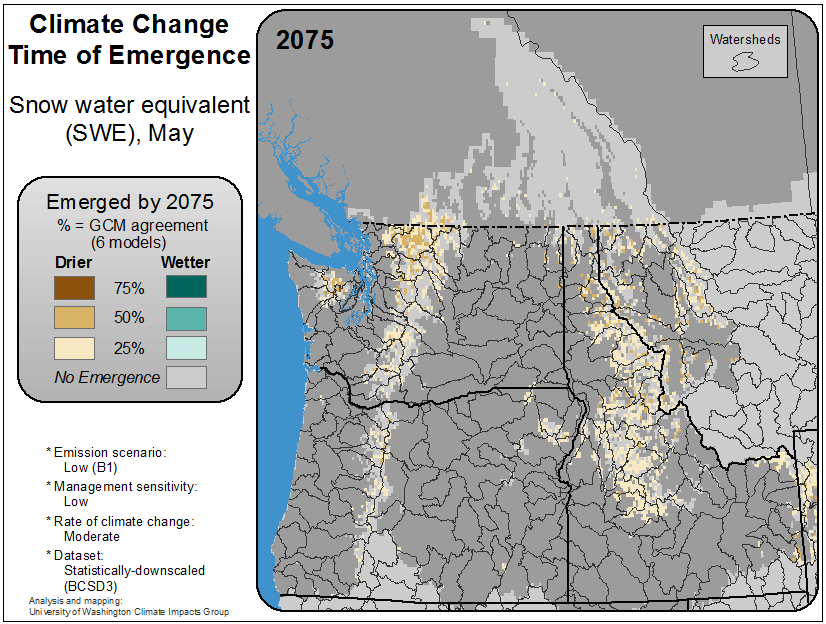 Climate Change
Time of Emergence
Snow water equivalent
(SWE), May
Emerged by 2075
% = GCM agreement
(6 models)
Drier Wetter
75%
50%
25%
No Emergence
* Emission scenario:
Low (B1)
* Management sensitivity:
Low
* Rate of climate change:
Moderate
* Dataset:
Statistically-downscaled
(BCSD3)
Analysis and mapping:
University of Washington Climate Impacts Group
2075
Watersheds